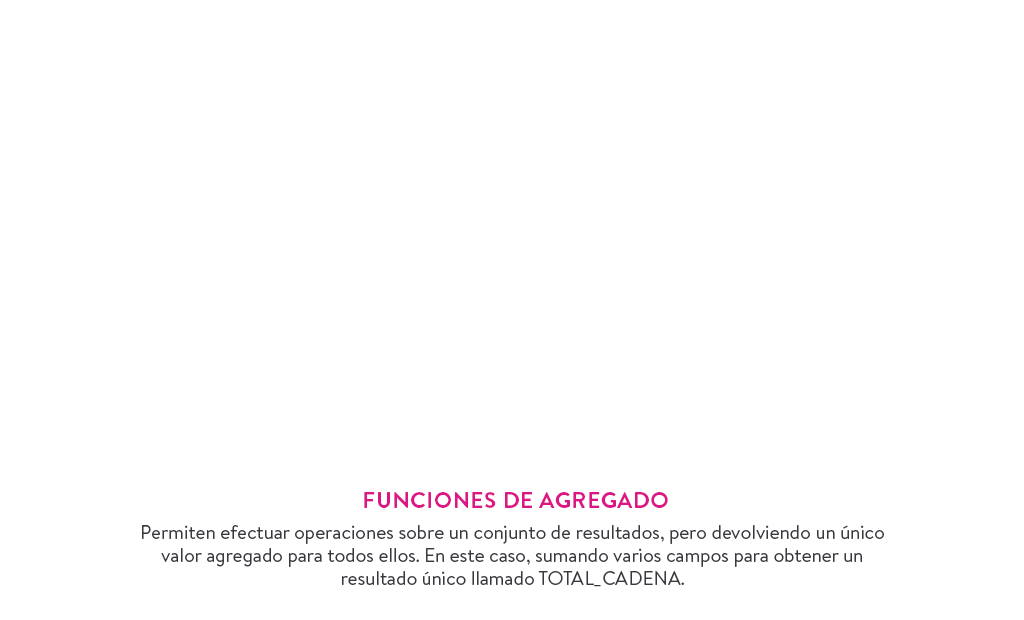 FUNCIONES DE AGREGADO
Permiten efectuar operaciones sobre un conjunto de resultados, pero devolviendo un único
valor agregado para todos ellos. En este caso, sumando varios campos para obtener un
resultado único llamado TOTAL_CADENA.